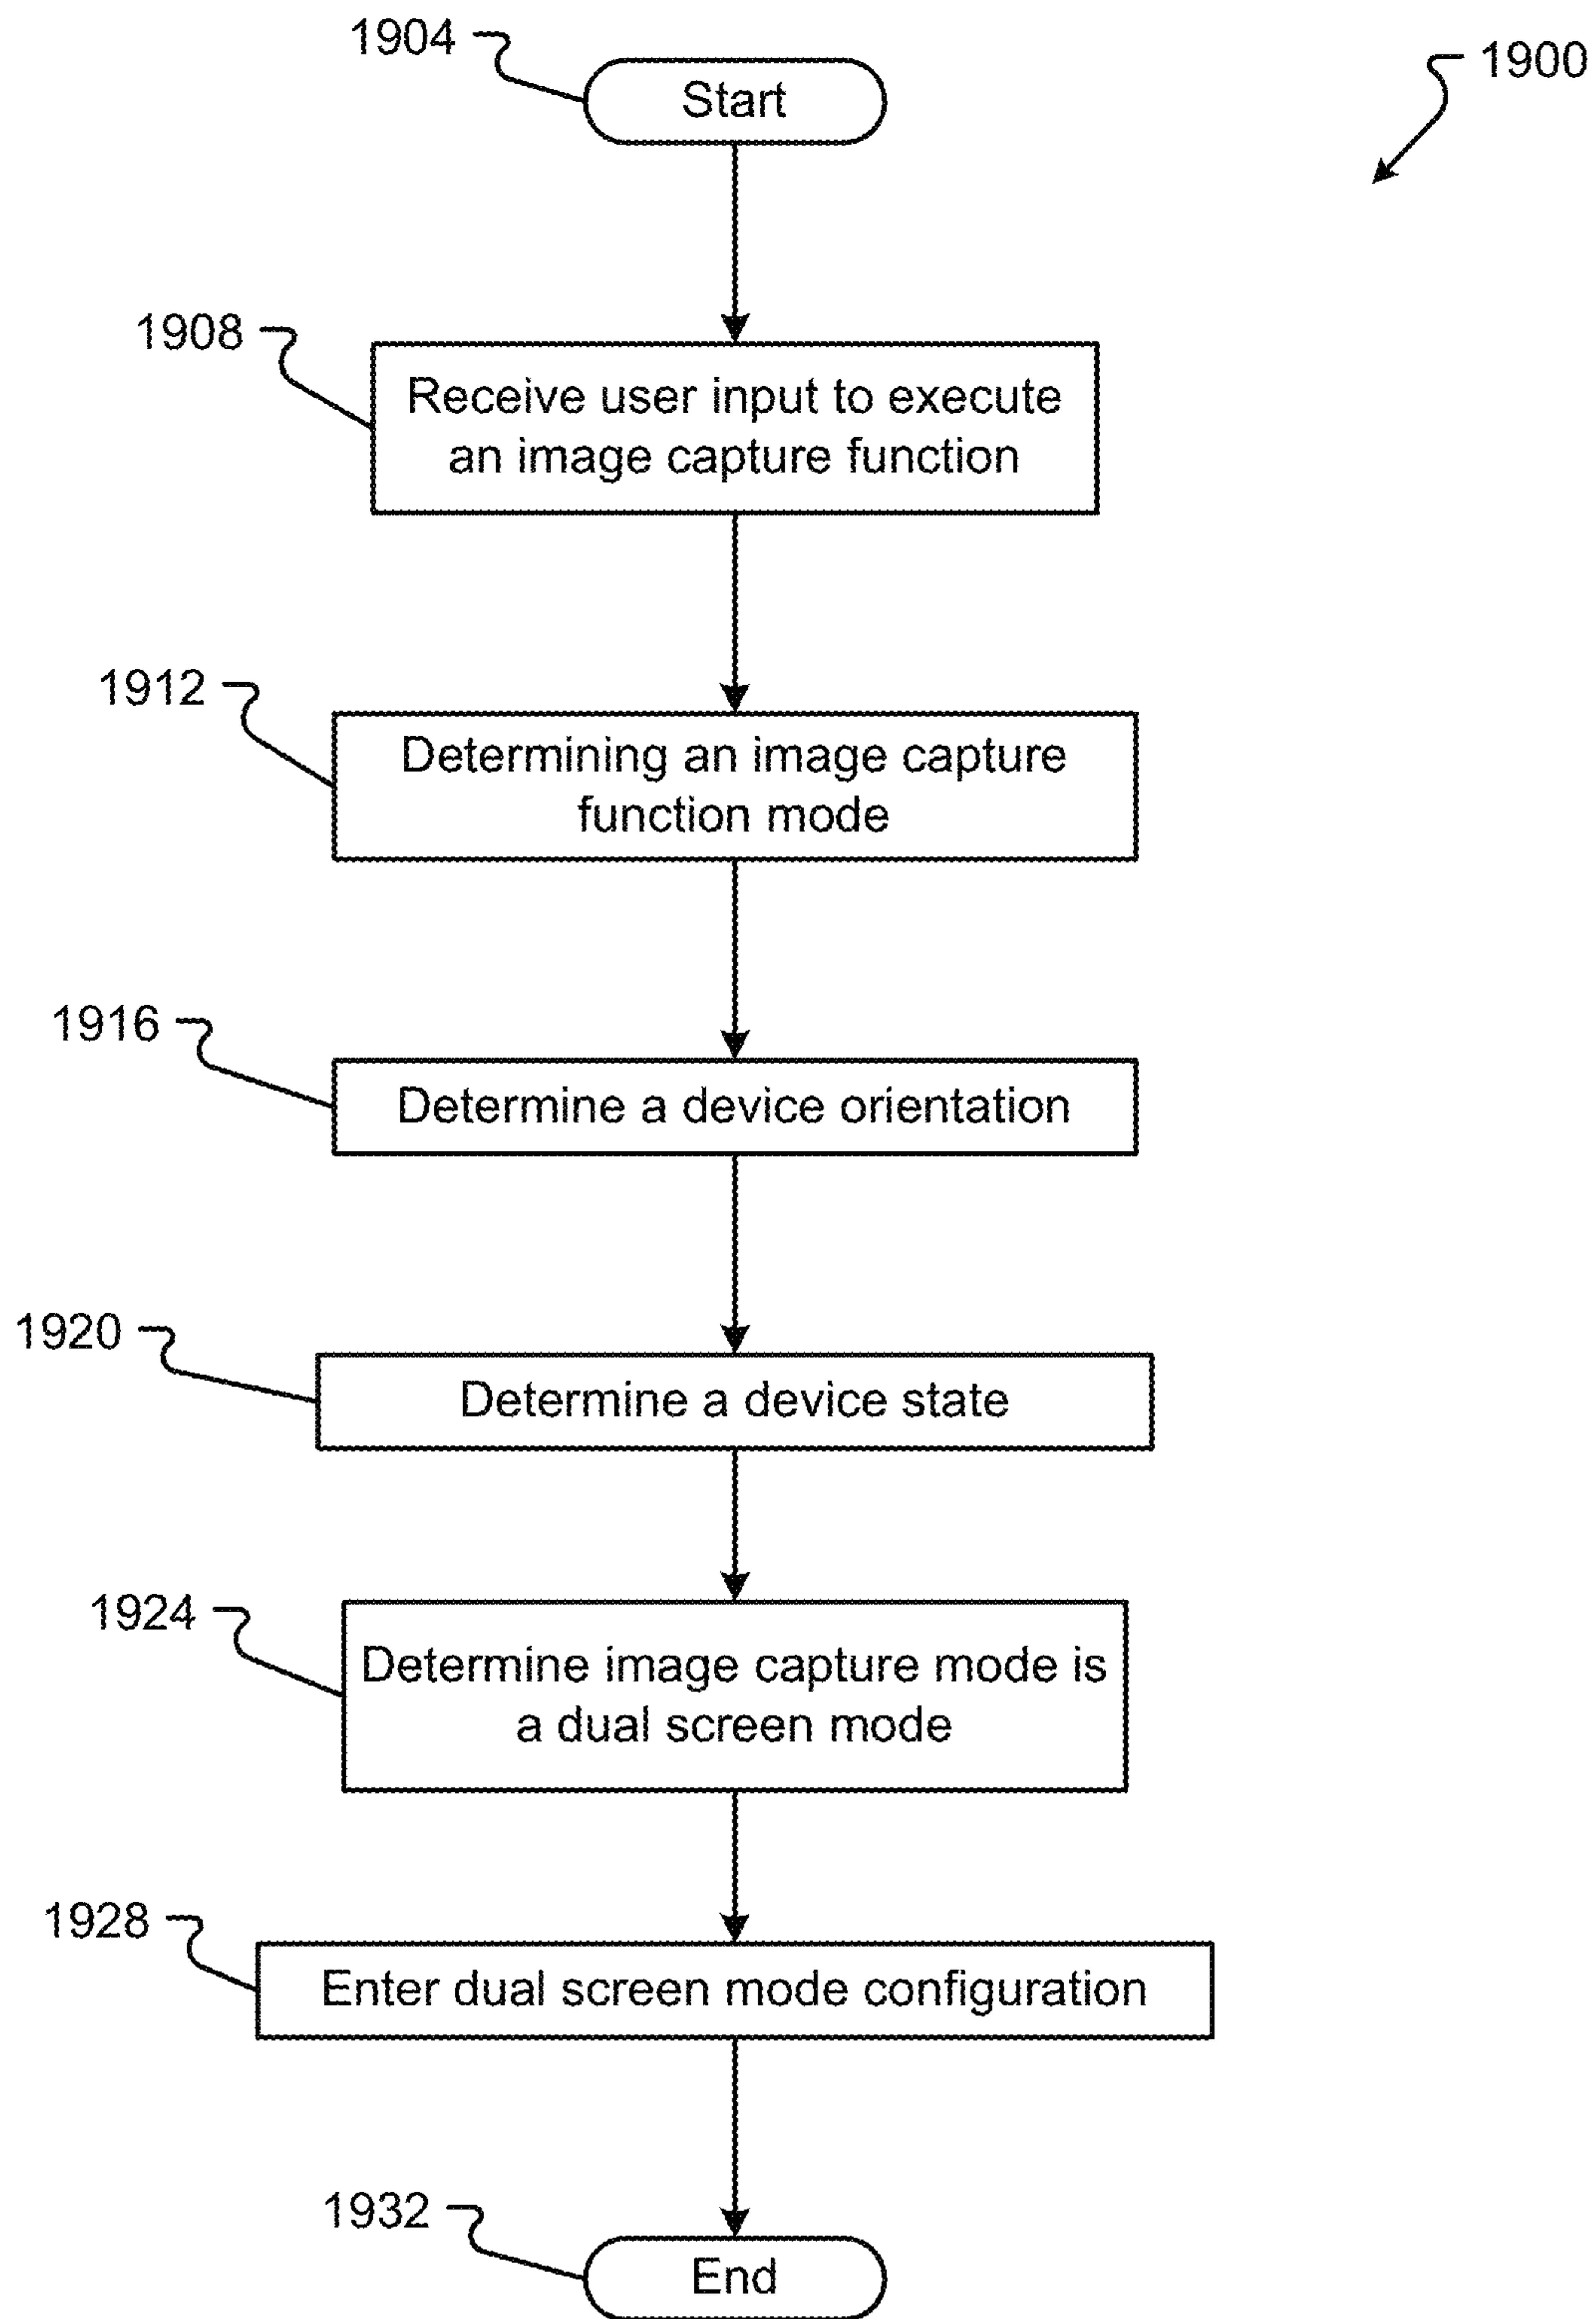 1904
Start
1900
1908
Receive user input to execute
an image capture function
1912
Determining an image capture
function mode
1916
Determine a device orientation
1920
Determine a device state
1924
Determine image capture mode is
a dual screen mode
1928
Enter dual screen mode configuration
1932
End